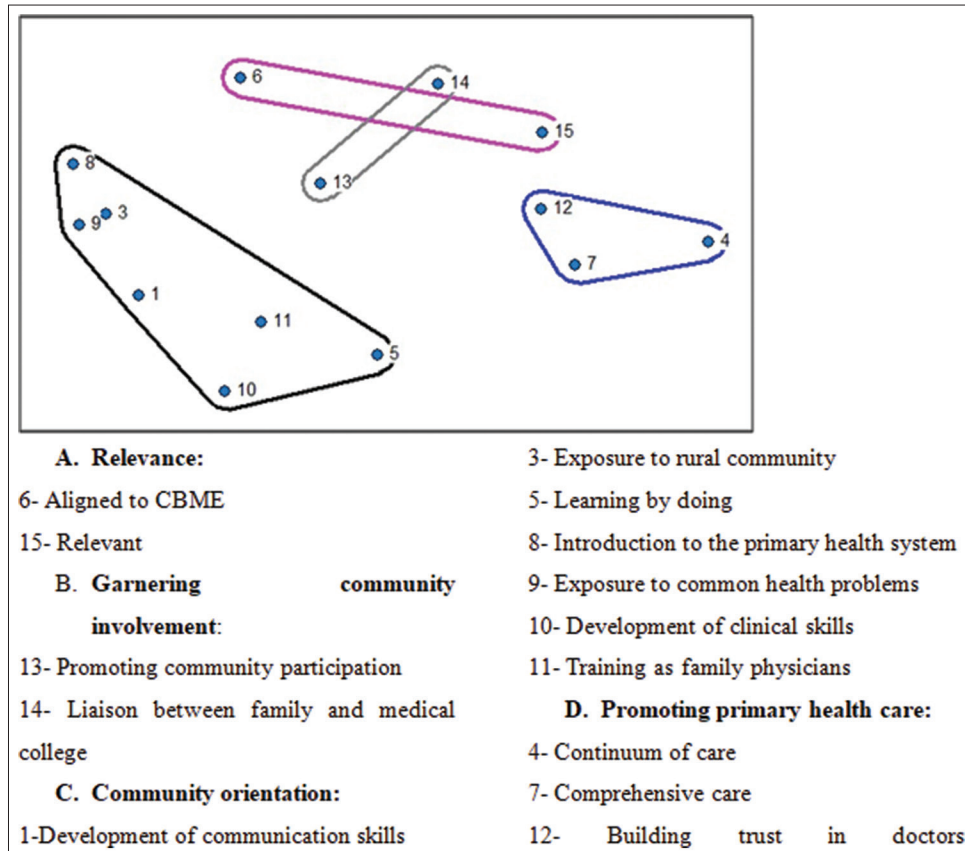 6
14
15
8
13
3
12
9
4
7
1
11
5
10
A. Relevance:
6- Aligned to CBME
15- Relevant
B. Garnering community
involvement:
13- Promoting community participation
14- Liaison between family and medical
college
C. Community orientation:
1-Development of communication skills
3- Exposure to rural community
5- Learning by doing
8- Introduction to the primary health system
9- Exposure to common health problems
10- Development of clinical skills
11- Training as family physicians
D. Promoting primary health care:
4- Continuum of care
7- Comprehensive care
12- Building trust in doctors